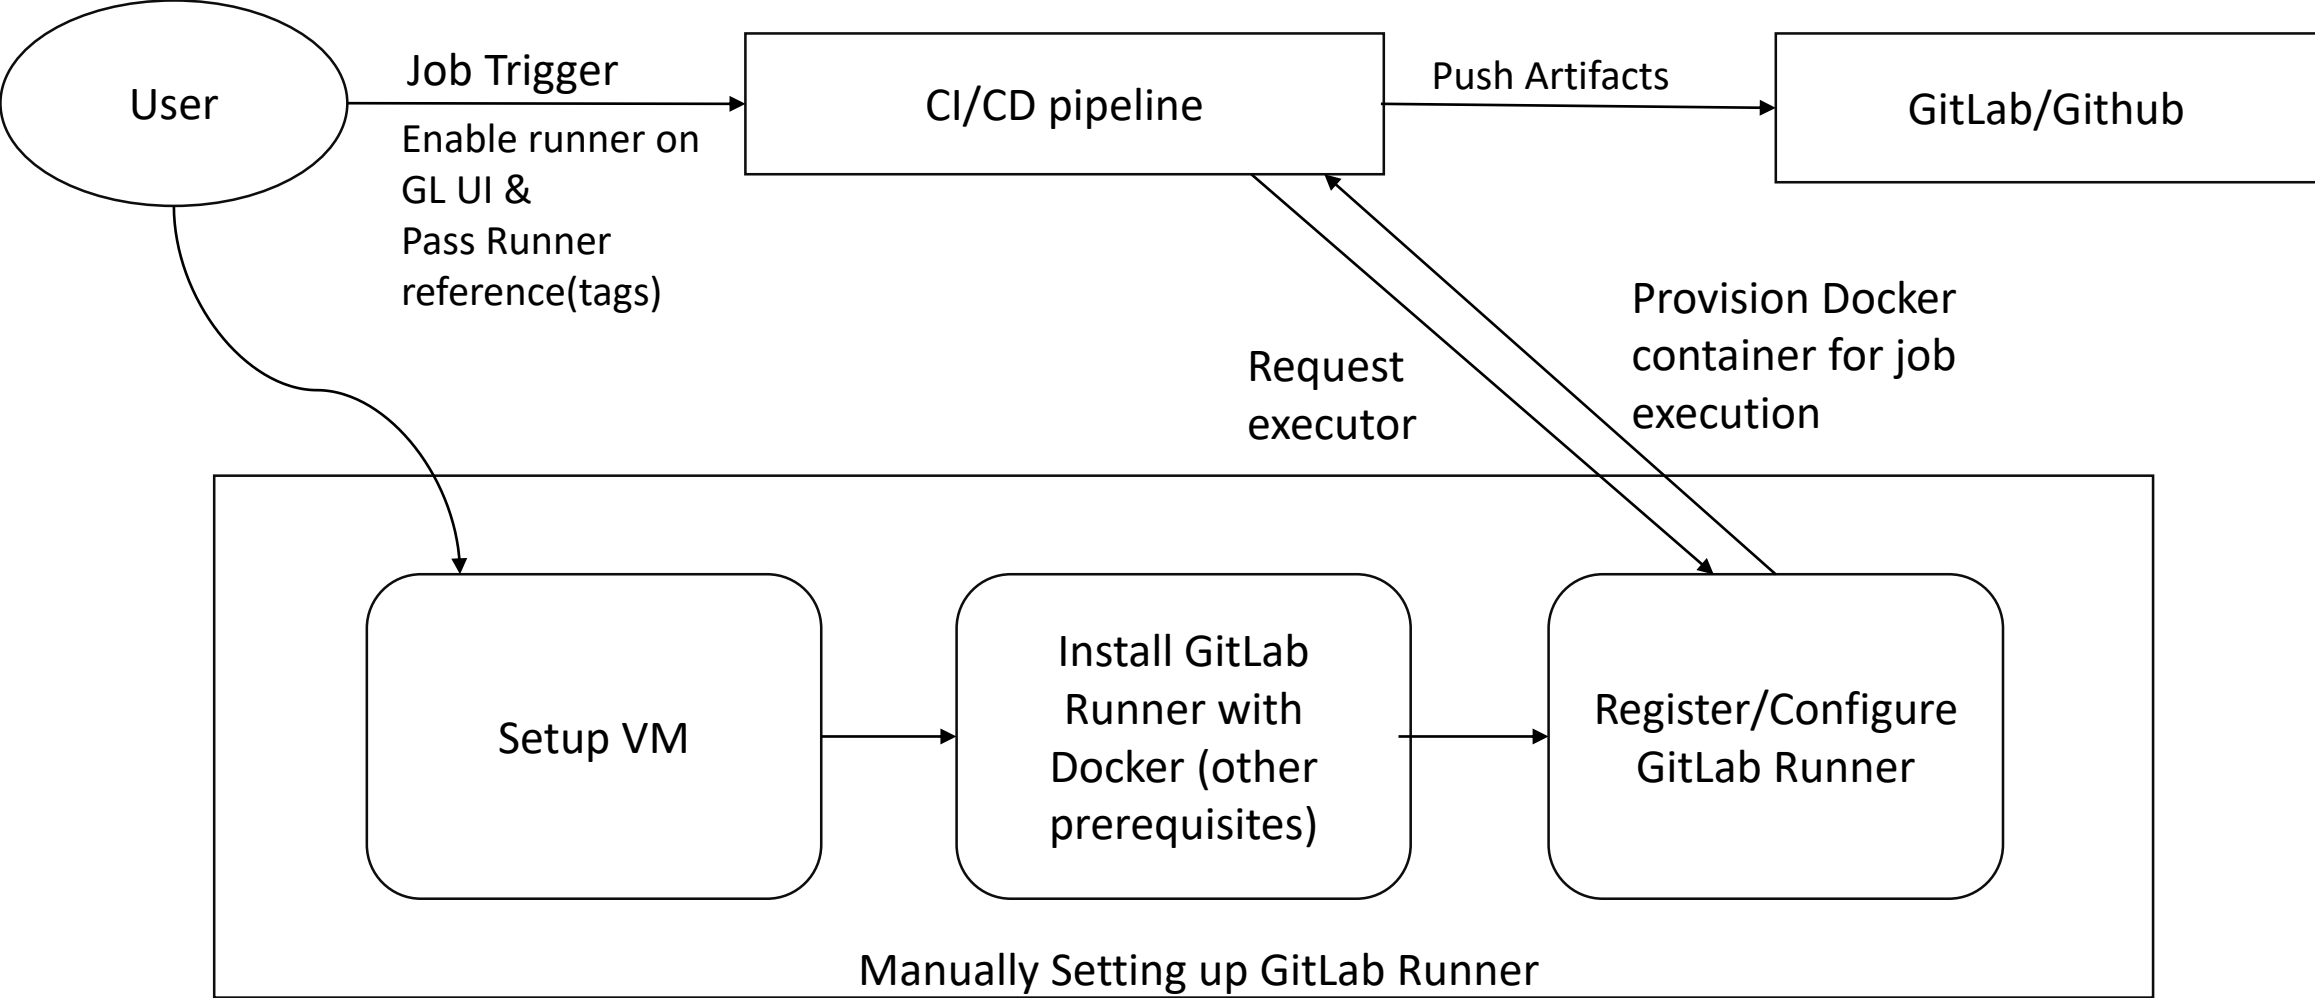 User
Job Trigger
Enable runner on
GL UI &
Pass Runner
reference(tags)
CI/CD pipeline
Push Artifacts
GitLab/Github
Request
executor
Provision Docker
container for job
execution
Setup VM
Install GitLab
Runner with
Docker (other
prerequisites)
Register/Configure
GitLab Runner
Manually Setting up GitLab Runner